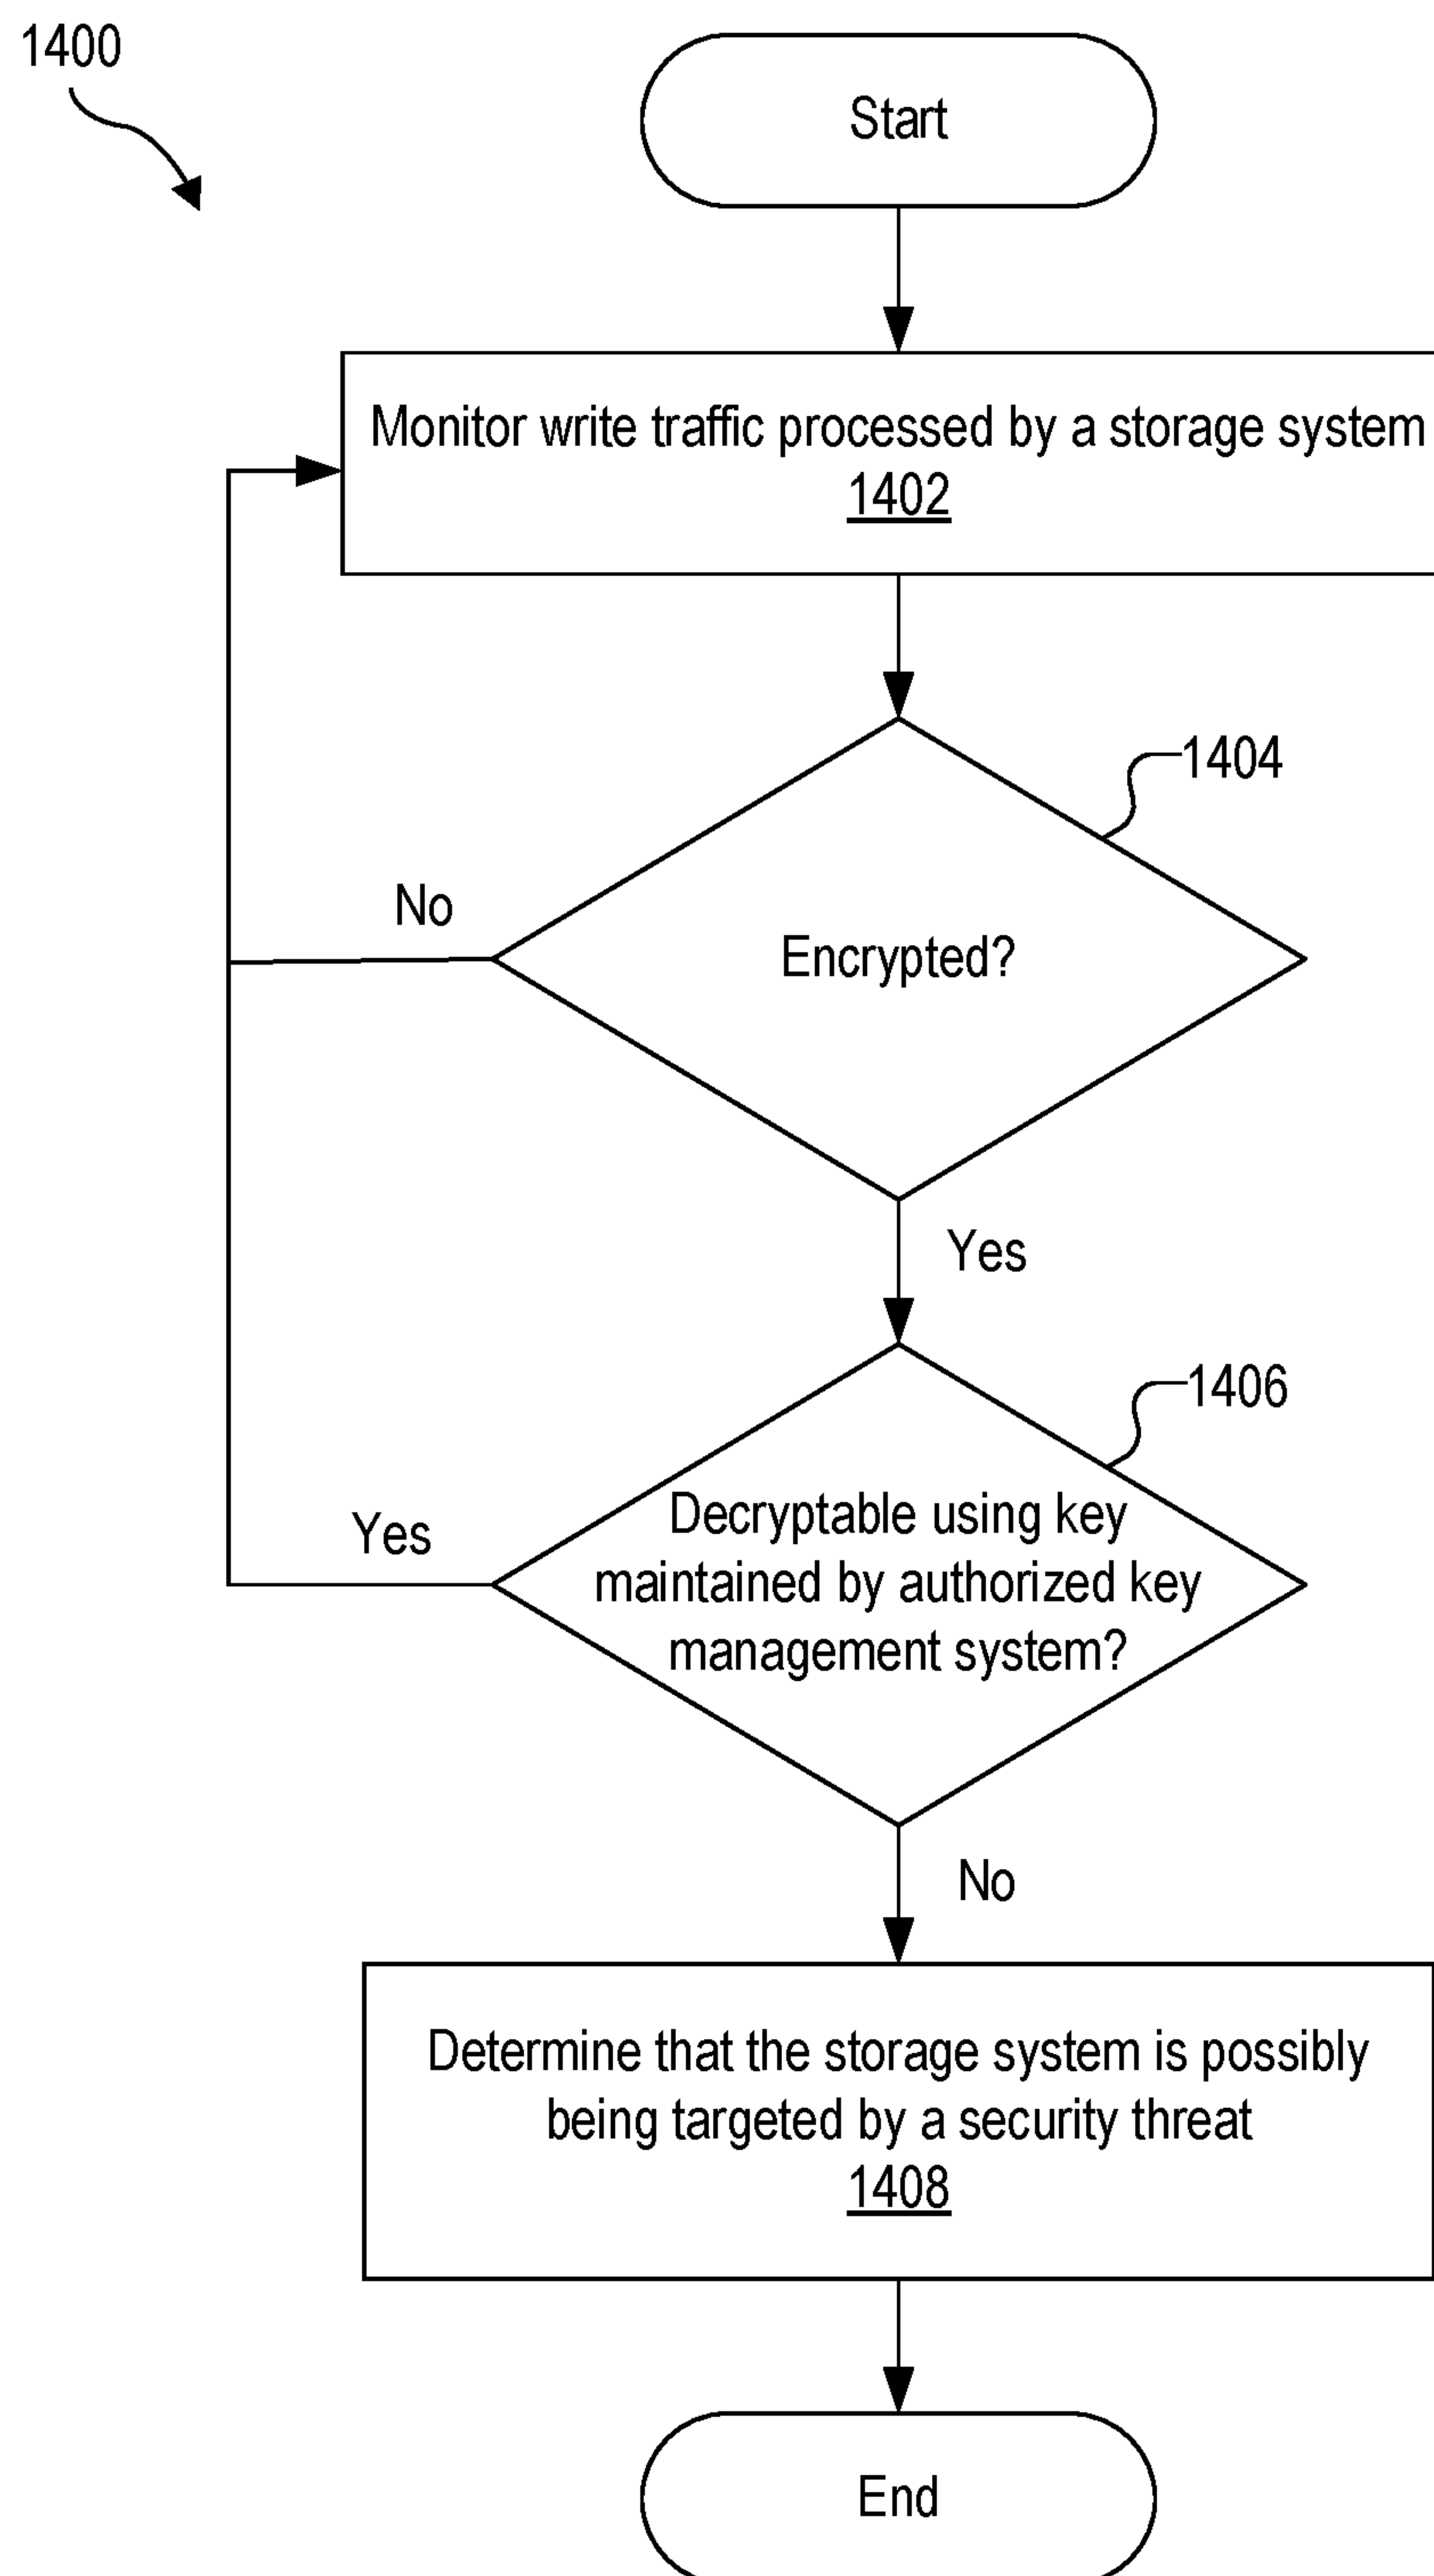 1400
Start
Monitor write traffic processed by a storage system
1402
1404
No
Encrypted?
Yes
1406
Yes
Decryptable using key
maintained by authorized key
management system?
No
Determine that the storage system is possibly
being targeted by a security threat
1408
End